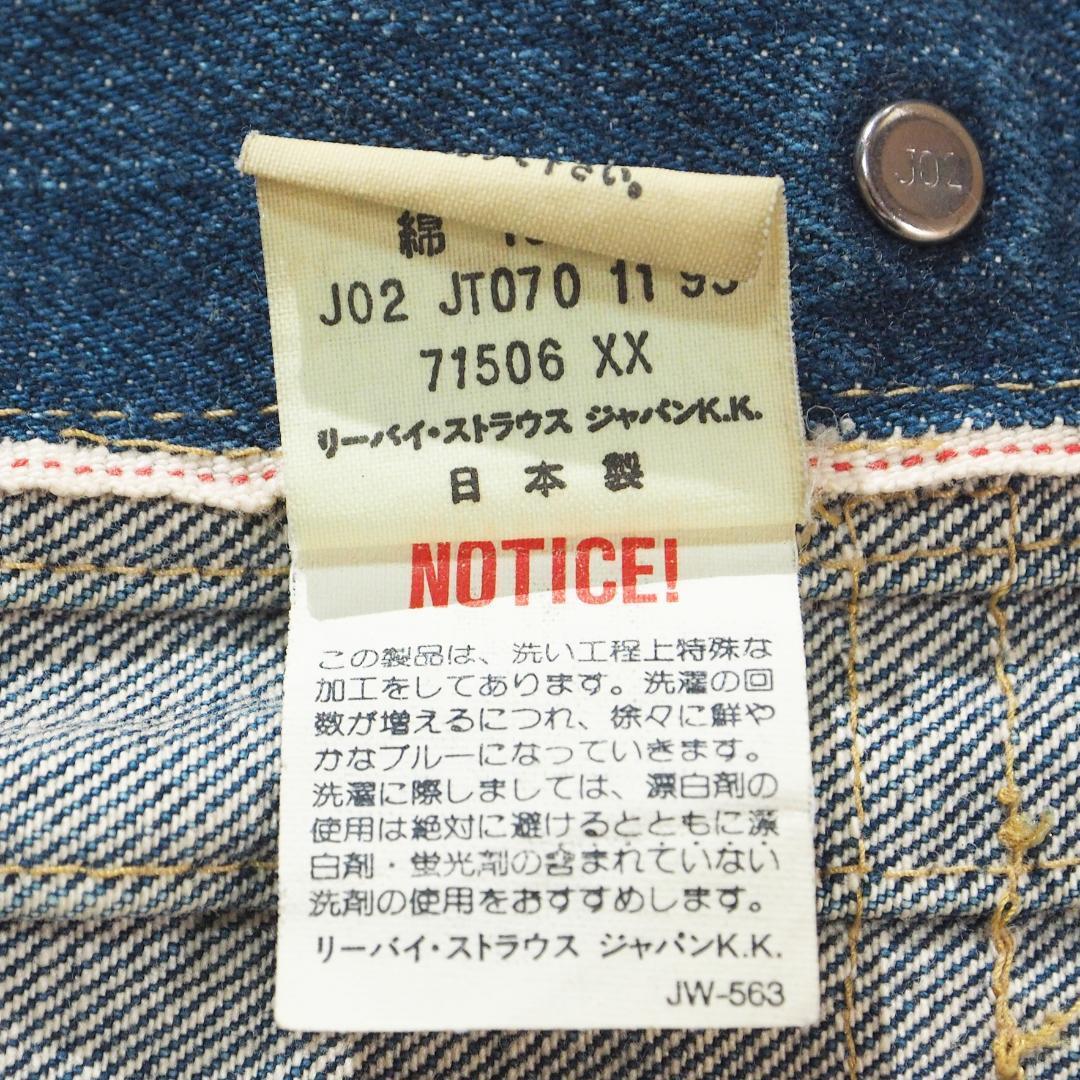 さい。
綿
J02 JT070 11
71506 XX
リーバイ・ストラウス ジャパンK.K.
日本製
NOTICE!
この製品は、洗い工程上特殊な
加工をしてあります。洗濯の回
数が増えるにつれ、徐々に鮮や
かなブルーになっていきます。
洗濯に際しましては、漂白剤の
使用は絶対に避けるとともに漂
白剤・蛍光剤の含まれていない
洗剤の使用をおすすめします。
リーバイ・ストラウス ジャパンK.K.
JW-563
J02